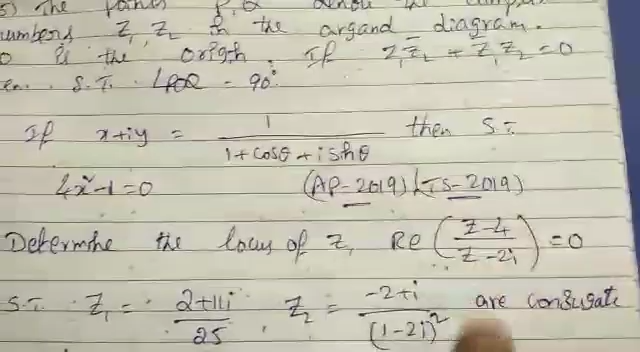 5) The points P, Q the
numbers Z₁, Z₂ in the argand diagram.
O is the origin. If Z₁Z̄₂ + Z̄₁Z₂ = 0
S.T. ∠POQ = 90°
If x+iy = 1/(1+cosθ+isinθ) then S.T
4x²-1=0 (AP-2019) (TS-2019)
Determine the locus of Z, Re((Z-4)/(Z-2i)) = 0
S.T. Z₁ = (2+11i)/25, Z₂ = (-2+i)/(1-2i)² are conjugate